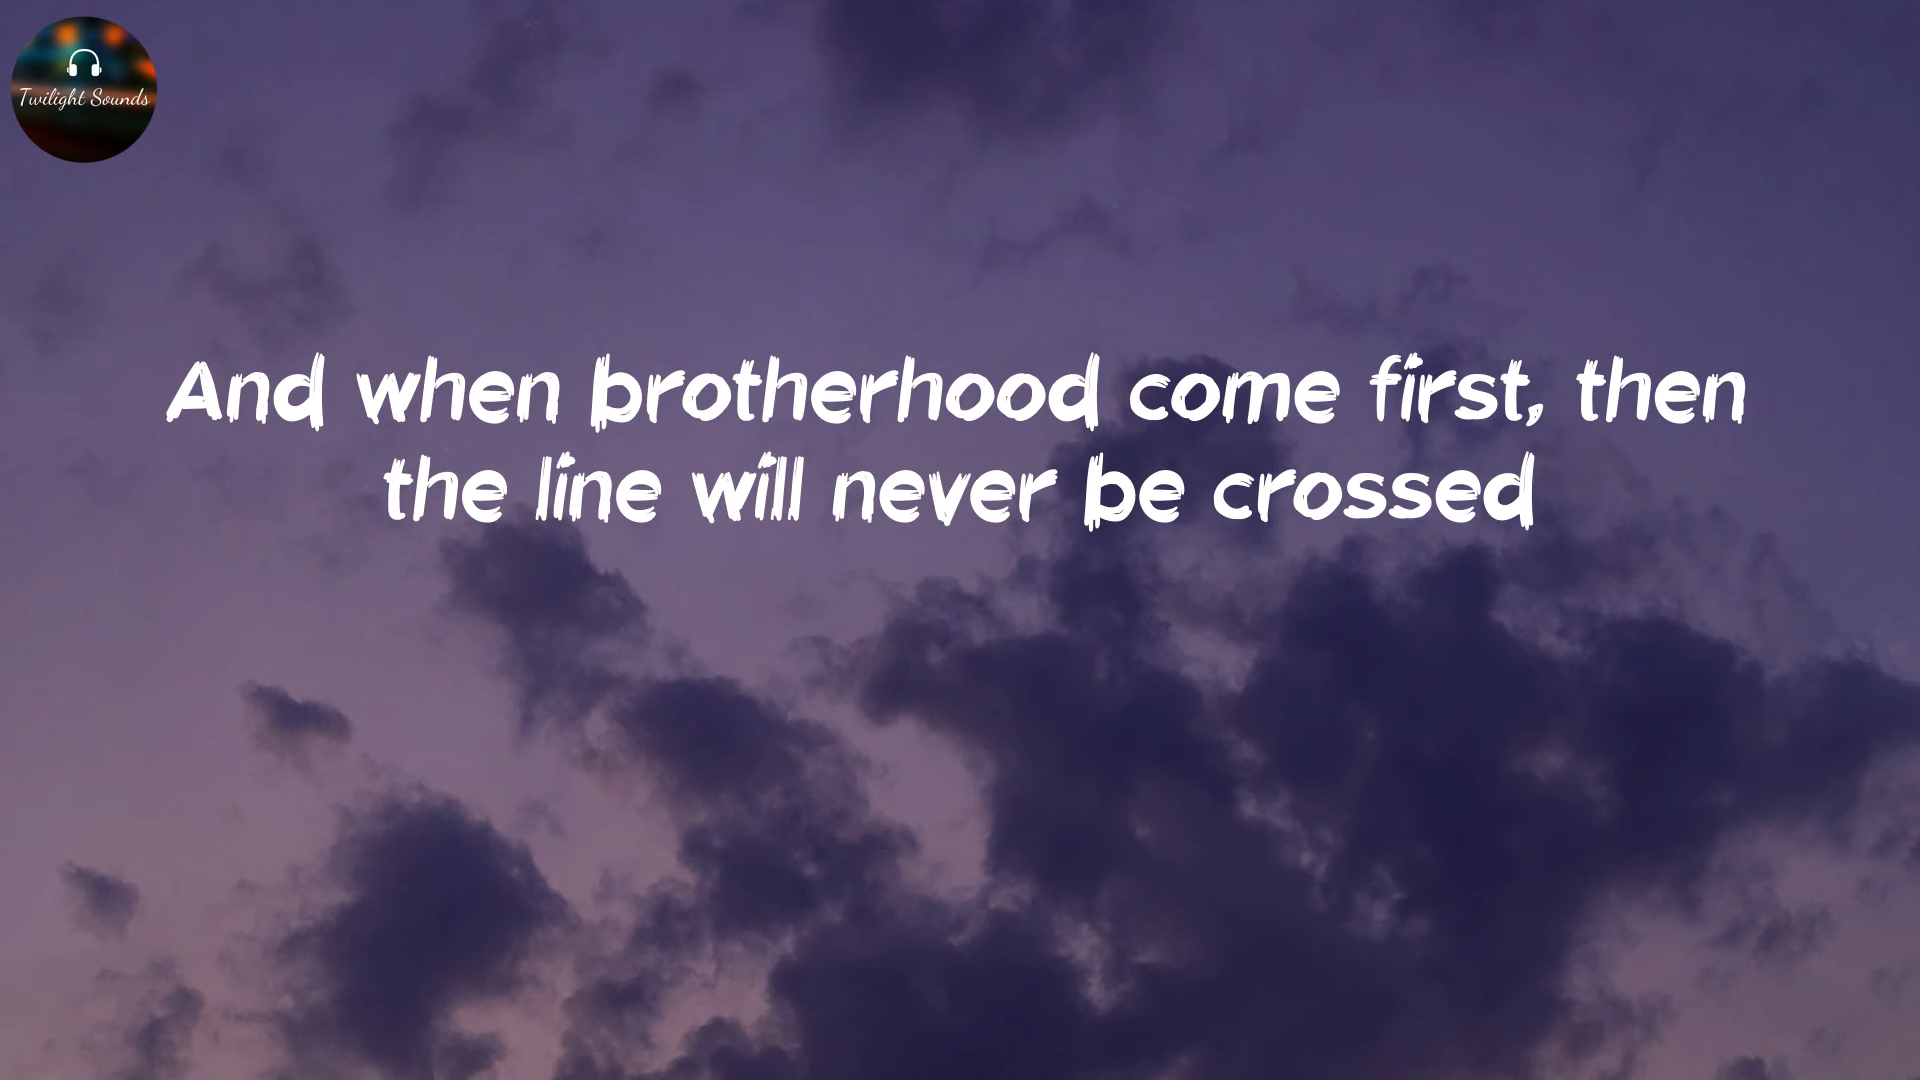 Twilight Sounds
And when brotherhood come first, then
the line will never be crossed